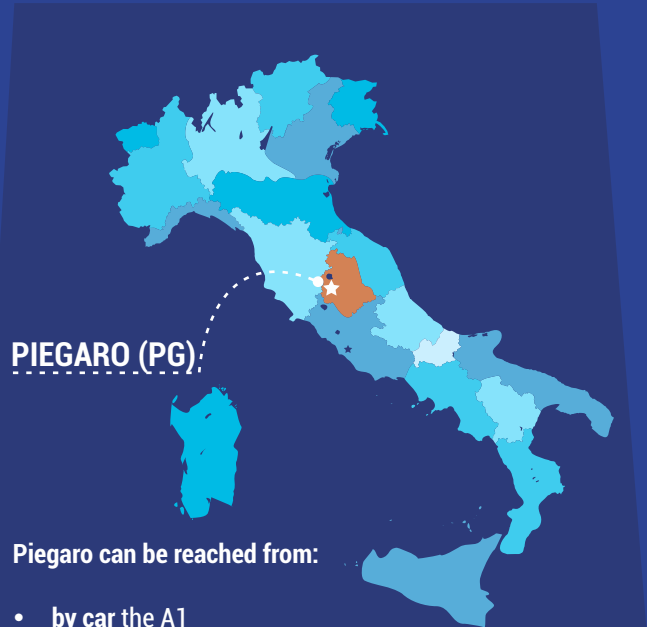 PIEGARO (PG)
Piegaro can be reached from:
• by car the A1